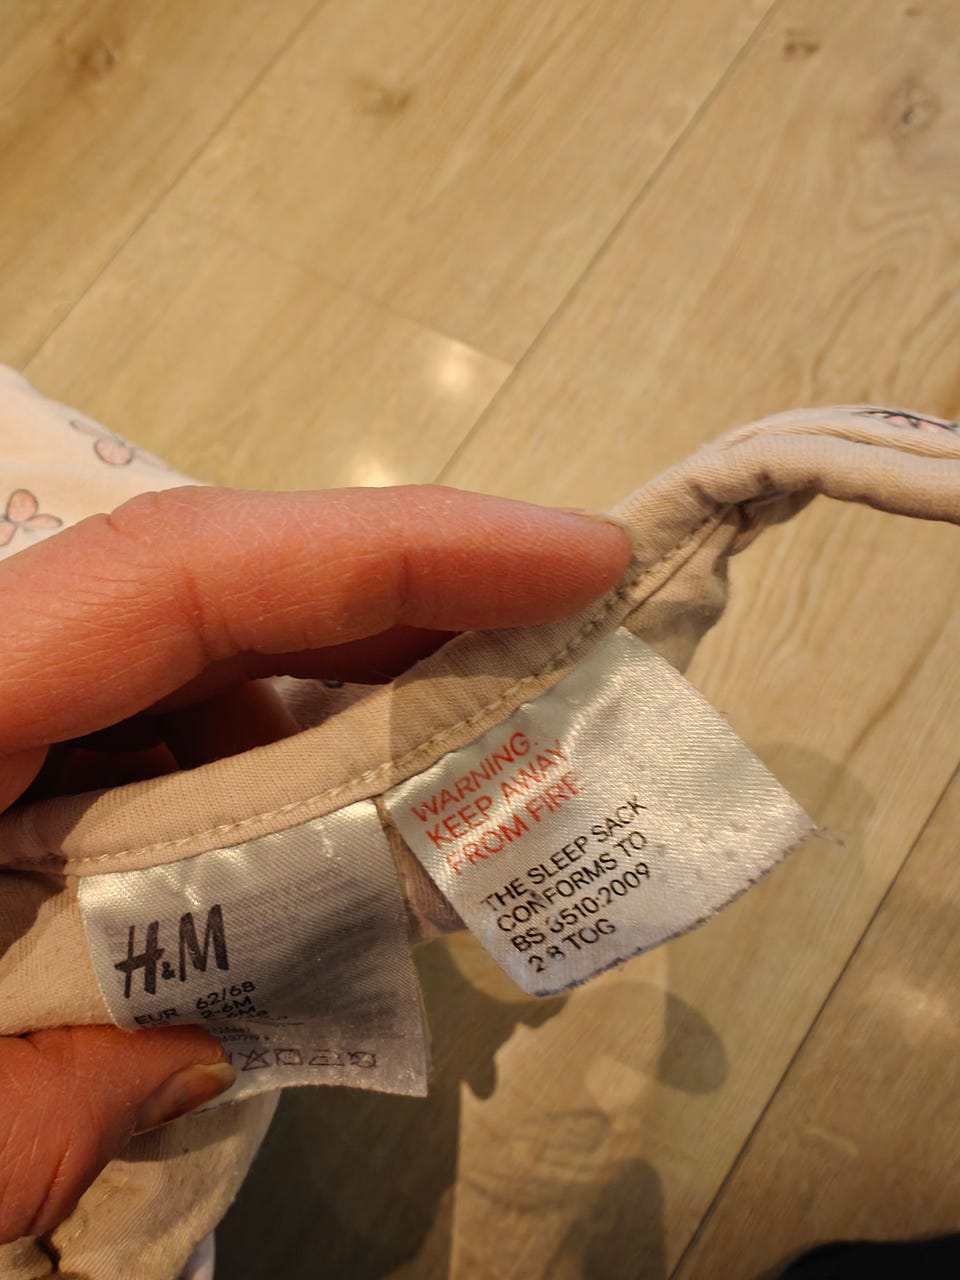 WARNING.
KEEP AWAY
FROM FIRE
THE SLEEP SACK
CONFORMS TO
BS 6510:2009
2.8 TOG
H&M
EUR 62/68
2-6M